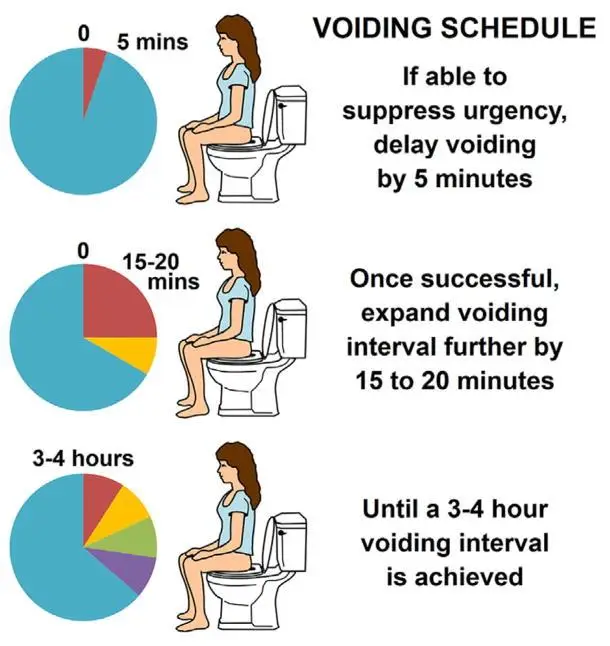 VOIDING SCHEDULE
0
5 mins
If able to
suppress urgency,
delay voiding
by 5 minutes
0
15-20
mins
Once successful,
expand voiding
interval further by
15 to 20 minutes
3-4 hours
Until a 3-4 hour
voiding interval
is achieved